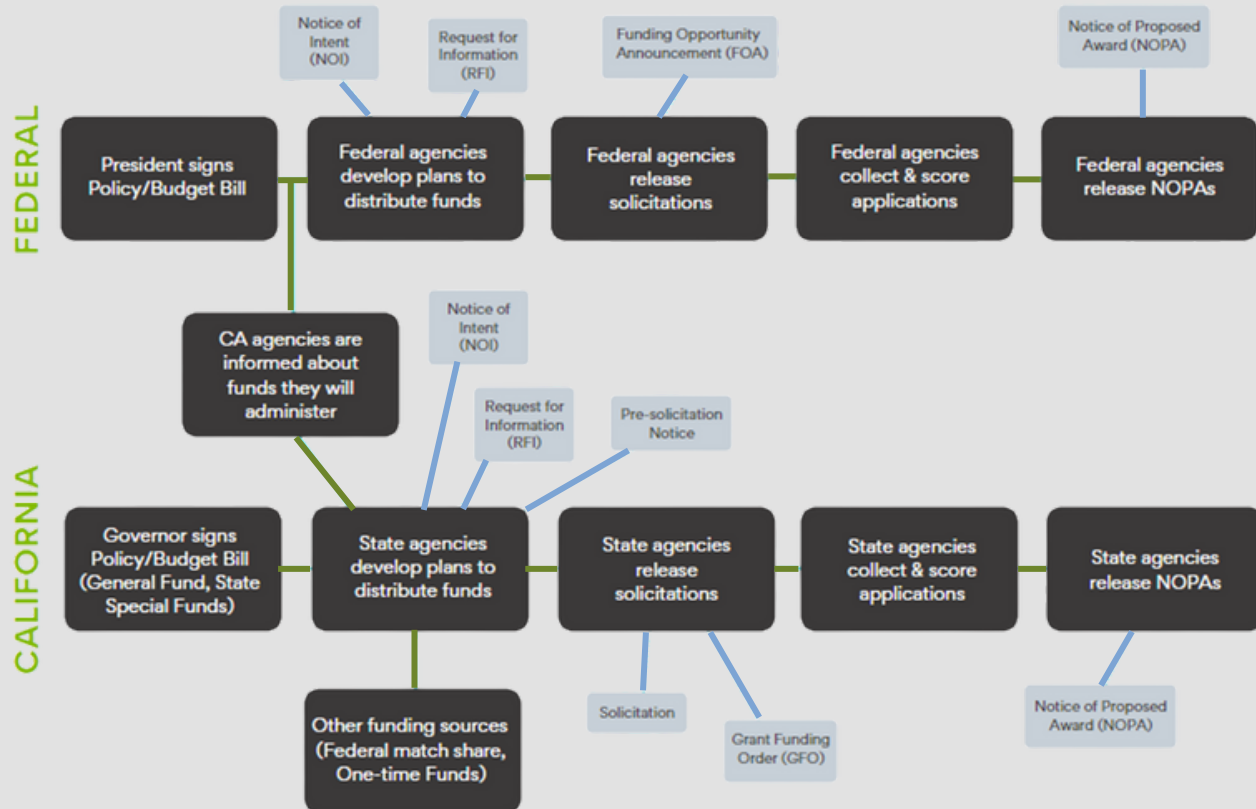 Notice of
Intent
(NOI)
Request for
Information
(RFI)
Funding Opportunity
Announcement (FOA)
Notice of Proposed
Award (NOPA)
FEDERAL
President signs
Policy/Budget Bill
Federal agencies
develop plans to
distribute funds
Federal agencies
release
solicitations
Federal agencies
collect & score
applications
Federal agencies
release NOPAs
CA agencies are
informed about
funds they will
administer
Notice of
Intent
(NOI)
Request for
Information
(RFI)
Pre-solicitation
Notice
CALIFORNIA
Governor signs
Policy/Budget Bill
(General Fund, State
Special Funds)
State agencies
develop plans to
distribute funds
State agencies
release
solicitations
State agencies
collect & score
applications
State agencies
release NOPAs
Other funding sources
(Federal match share,
One-time Funds)
Solicitation
Grant Funding
Order (GFO)
Notice of Proposed
Award (NOPA)